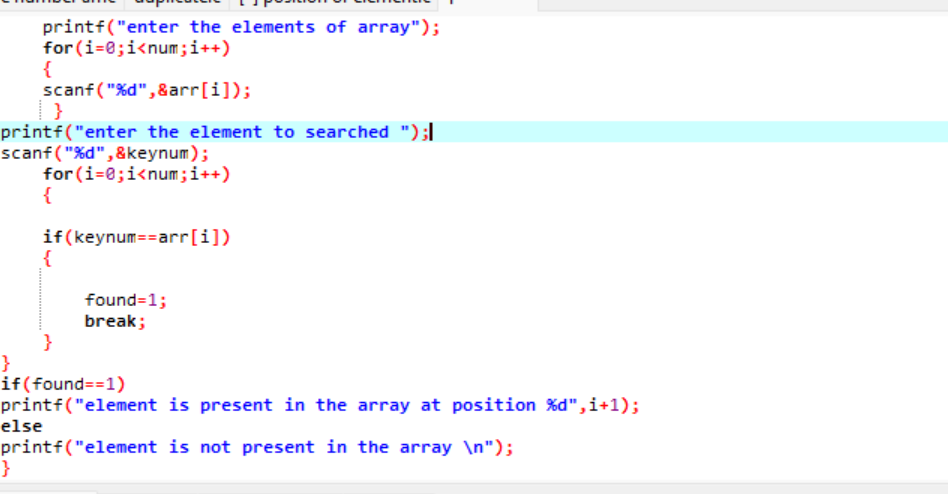 position of
printf("enter the elements of array");
for(i=0;i<num;i++)
{
scanf("%d",&arr[i]);
}
printf("enter the element to searched ");
scanf("%d",&keynum);
for(i=0;i<num;i++)
{
if(keynum==arr[i])
{
found=1;
break;
}
}
if(found==1)
printf("element is present in the array at position %d",i+1);
else
printf("element is not present in the array \n");
}